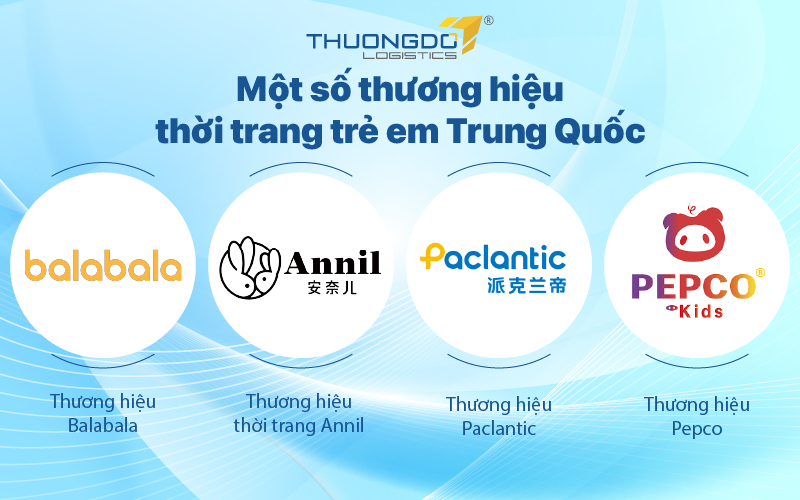 THUONGDO®
LOGISTICS
Một số thương hiệu
thời trang trẻ em Trung Quốc
balabala
Annil
安奈儿
Paclantic
派克兰帝
PEPCO®
Kids
Thương hiệu
Balabala
Thương hiệu
thời trang Annil
Thương hiệu
Paclantic
Thương hiệu
Pepco